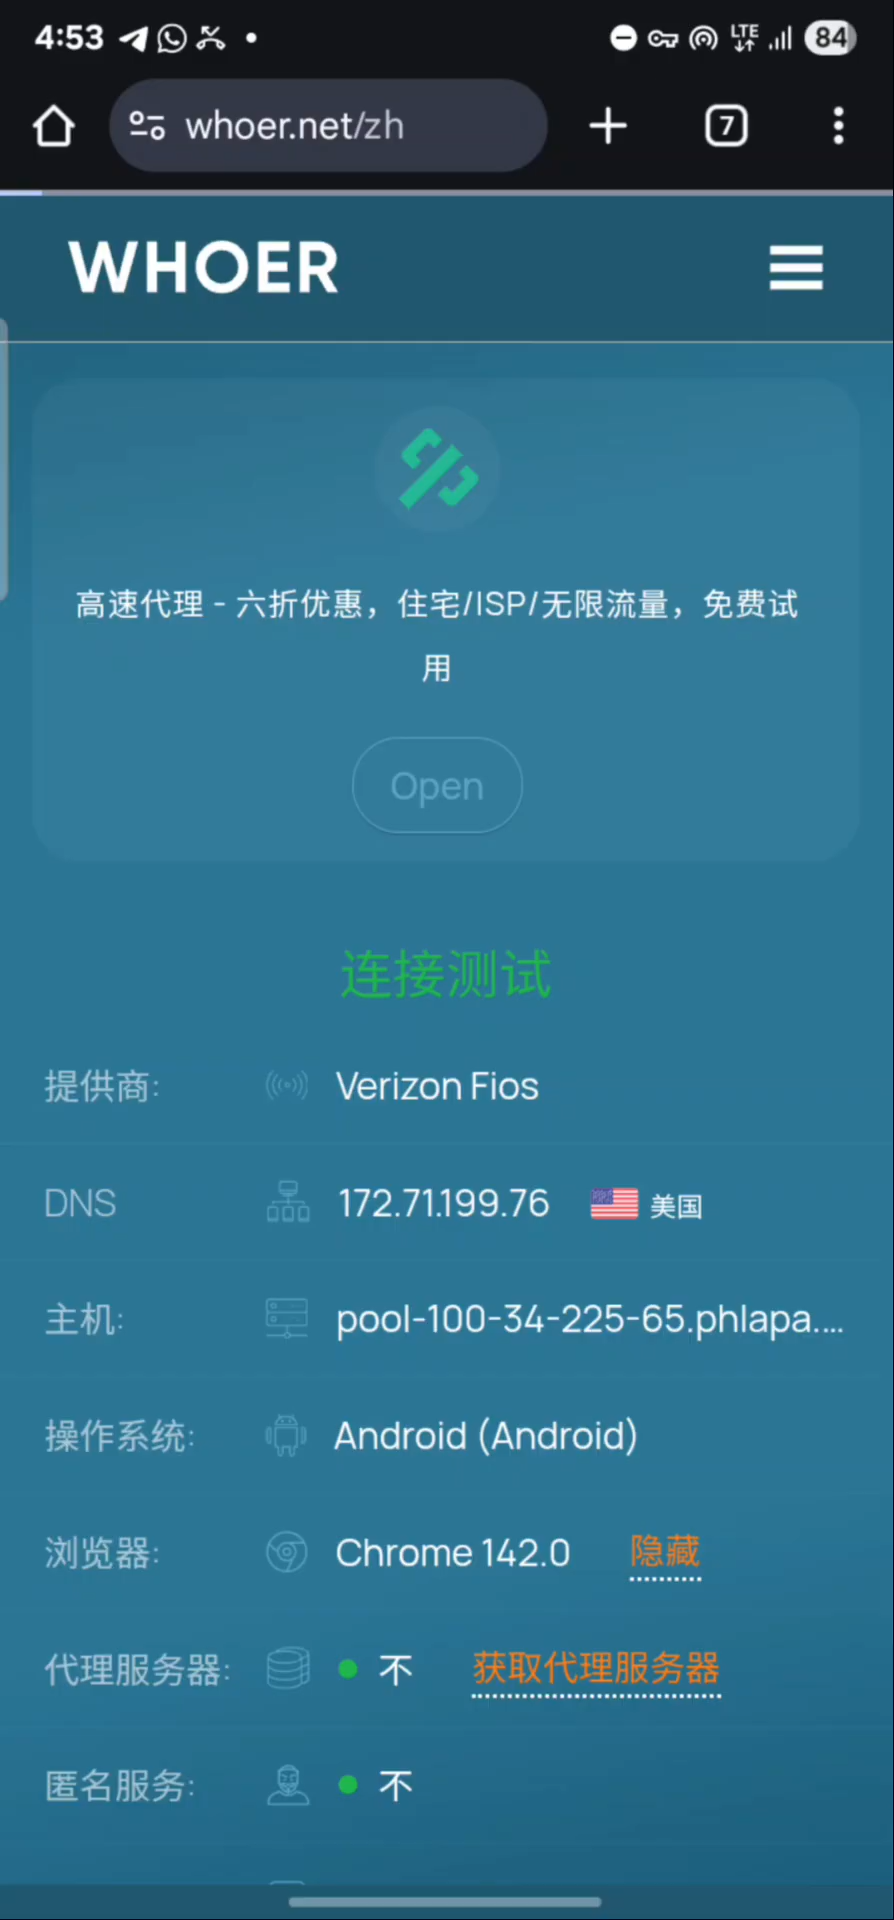 4:53
LTE
84
whoer.net/zh
7
WHOER
高速代理 - 六折优惠，住宅/ISP/无限流量，免费试
用
Open
连接测试
提供商: Verizon Fios
DNS 172.71.199.76 美国
主机: pool-100-34-225-65.phlapa....
操作系统: Android (Android)
浏览器: Chrome 142.0 隐藏
代理服务器: 不 获取代理服务器
匿名服务: 不